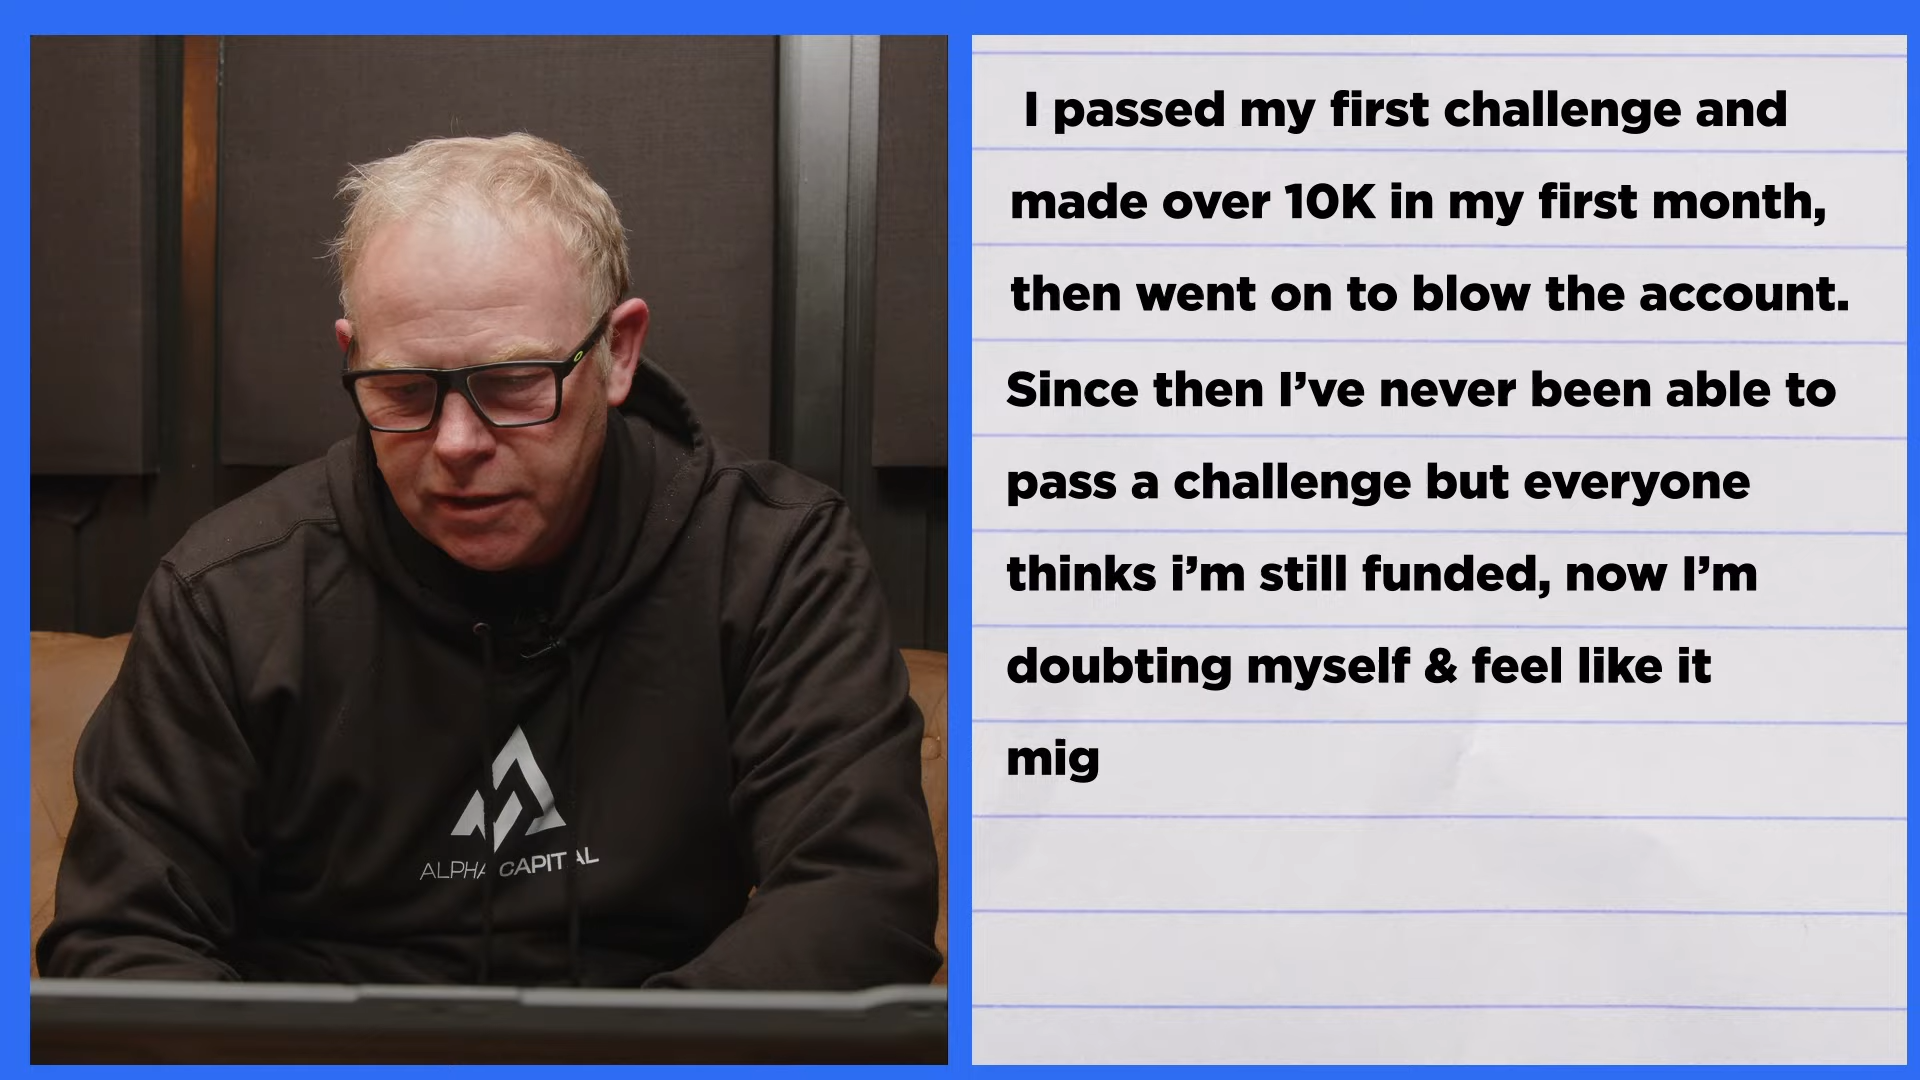 I passed my first challenge and
made over 10K in my first month,
then went on to blow the account.
Since then I’ve never been able to
pass a challenge but everyone
thinks i’m still funded, now I’m
doubting myself & feel like it
mig
ALPHA CAPITAL